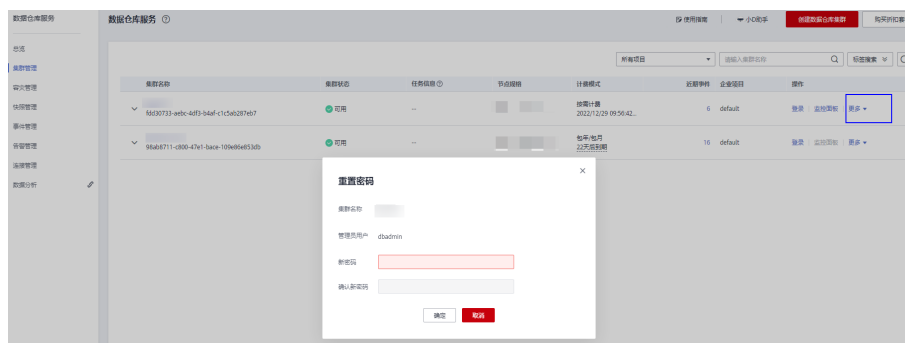 数据仓库服务
数据仓库服务
使用指南
小D助手
创建数据仓库集群
购买折扣套
总览
集群管理
容灾管理
快照管理
事件管理
告警管理
连接管理
数据分析
所有项目
请输入集群名称
标签搜索
集群名称 集群状态 任务信息 节点规格 计费模式 近期事件 企业项目 操作
fdd30733-aebc-4df3-b4af-c1c5ab287eb7
可用
--
按需计费
2022/12/29 09:56:42...
6 default 登录 监控面板 更多
98ab8711-c800-47e1-bace-109e86e853db
可用
--
包年/包月
22天后到期
16 default 登录 监控面板 更多
重置密码
集群名称
管理员用户 dbadmin
新密码
确认新密码
确定 取消